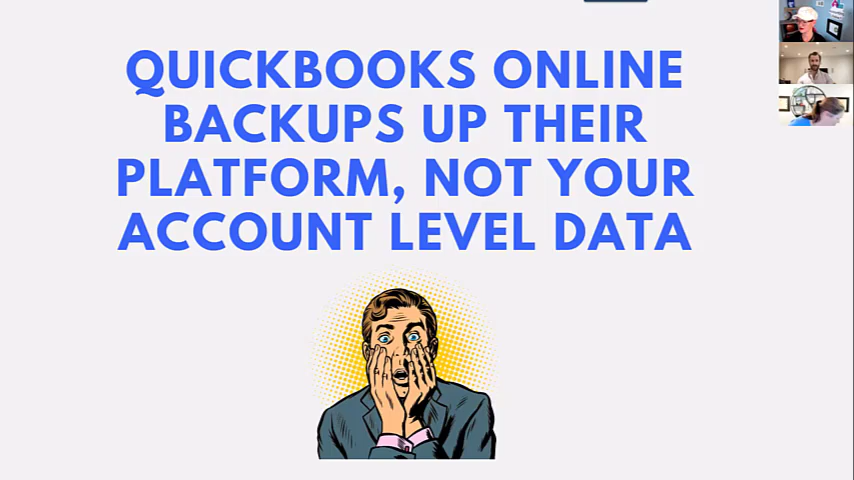 QUICKBOOKS ONLINE
BACKUPS UP THEIR
PLATFORM, NOT YOUR
ACCOUNT LEVEL DATA